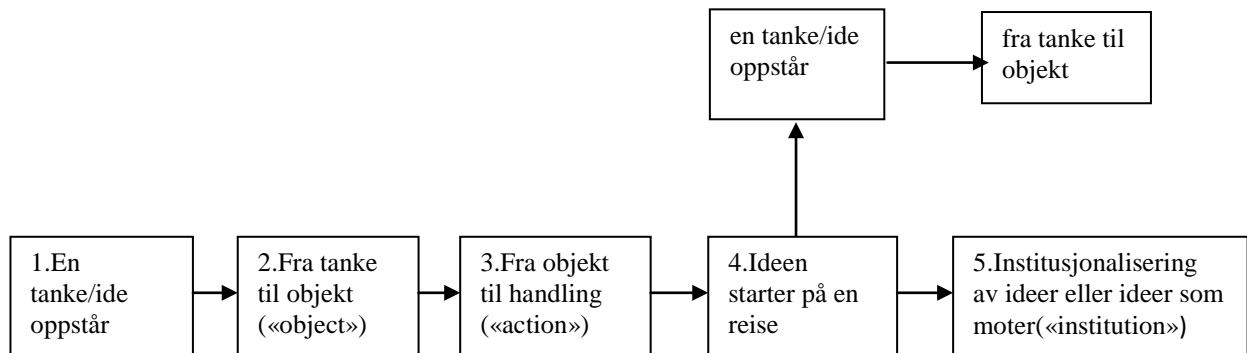 en tanke/ide
oppstår
fra tanke til
objekt
1.En
tanke/ide
oppstår
2.Fra tanke
til objekt
(«object»)
3.Fra objekt
til handling
(«action»)
4.Ideen
starter på en
reise
5.Institusjonalisering
av ideer eller ideer som
moter(«institution»)